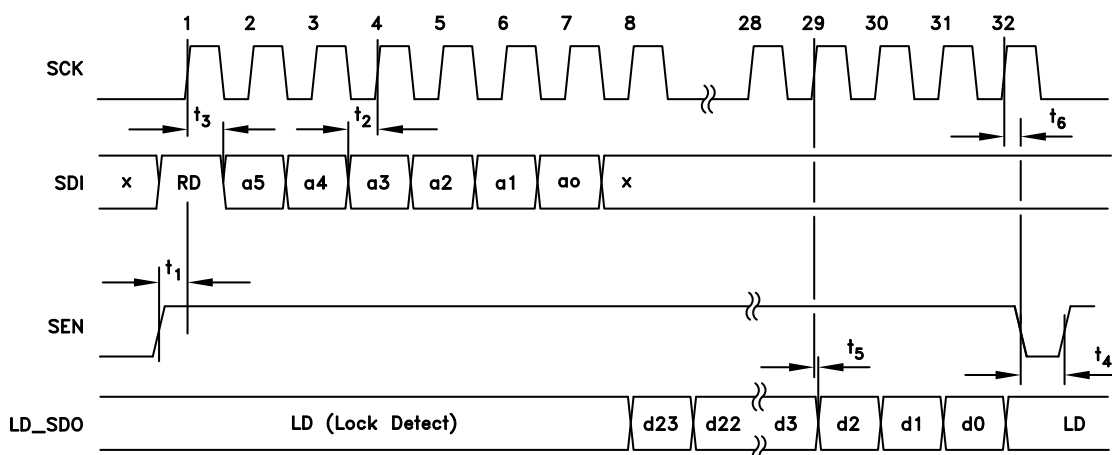 1 2 3 4 5 6 7 8 28 29 30 31 32
SCK
t3 t2 t6
SDI x RD a5 a4 a3 a2 a1 ao x
t1
SEN
t5 t4
LD_SDO LD (Lock Detect) d23 d22 d3 d2 d1 d0 LD